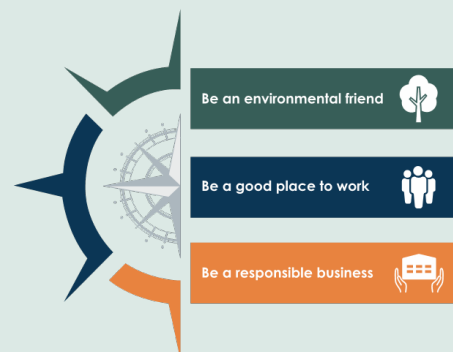 Be an environmental friend
Be a good place to work
Be a responsible business